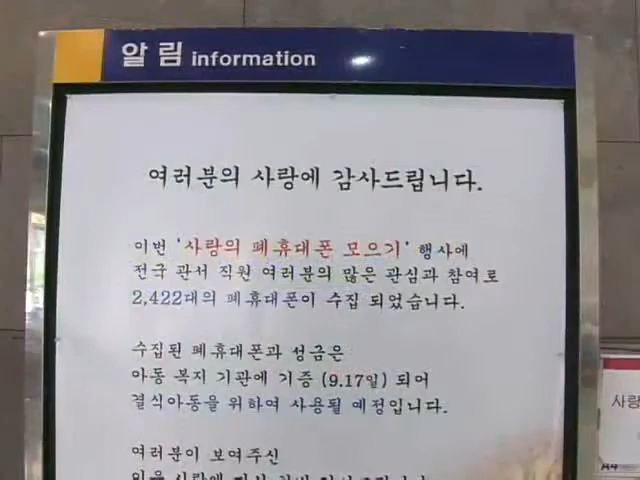 알림 information
여러분의 사랑에 감사드립니다.
이번 '사랑의 폐휴대폰 모으기' 행사에
전국 관서 직원 여러분의 많은 관심과 참여로
2,422대의 폐휴대폰이 수집 되었습니다.
수집된 폐휴대폰과 성금은
아동 복지 기관에 기증 (9.17일) 되어
결식아동을 위하여 사용될 예정입니다.
여러분이 보여주신
사랑